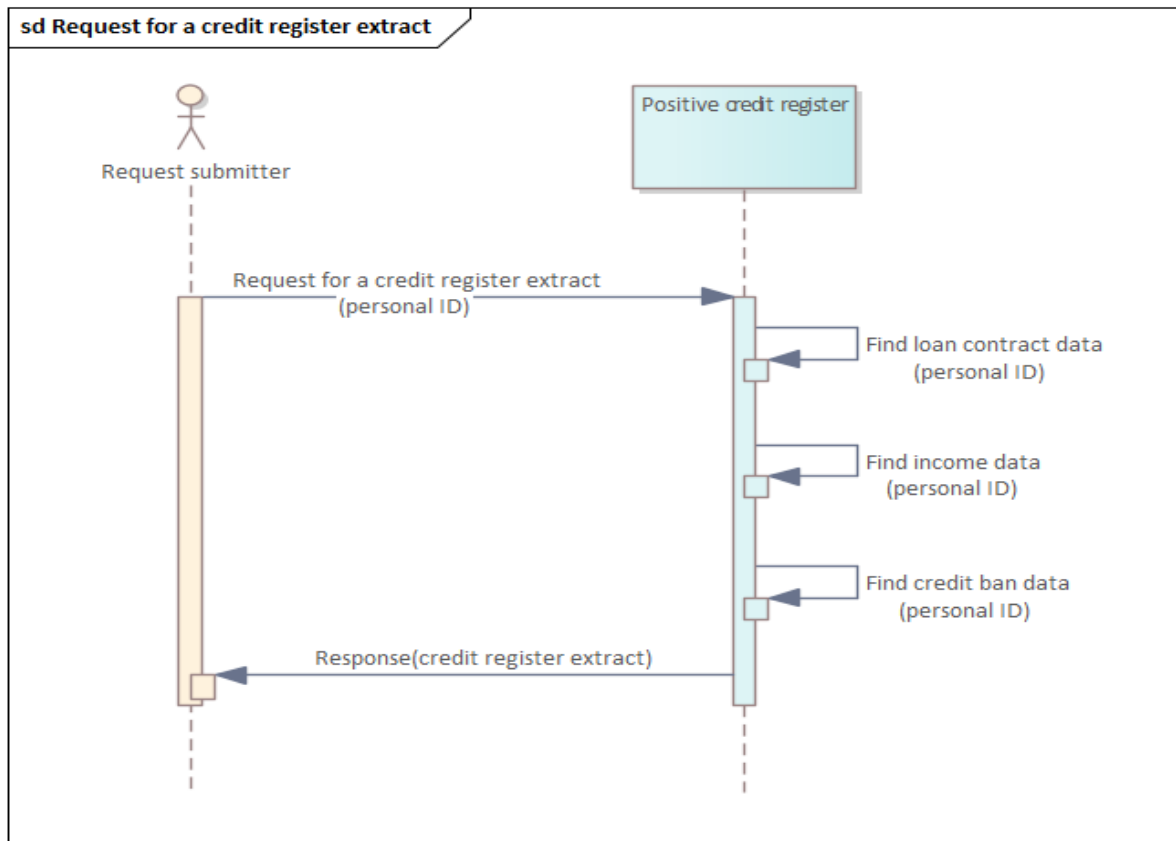 sd Request for a credit register extract
Request submitter
Positive credit register
Request for a credit register extract
(personal ID)
Find loan contract data
(personal ID)
Find income data
(personal ID)
Find credit ban data
(personal ID)
Response(credit register extract)